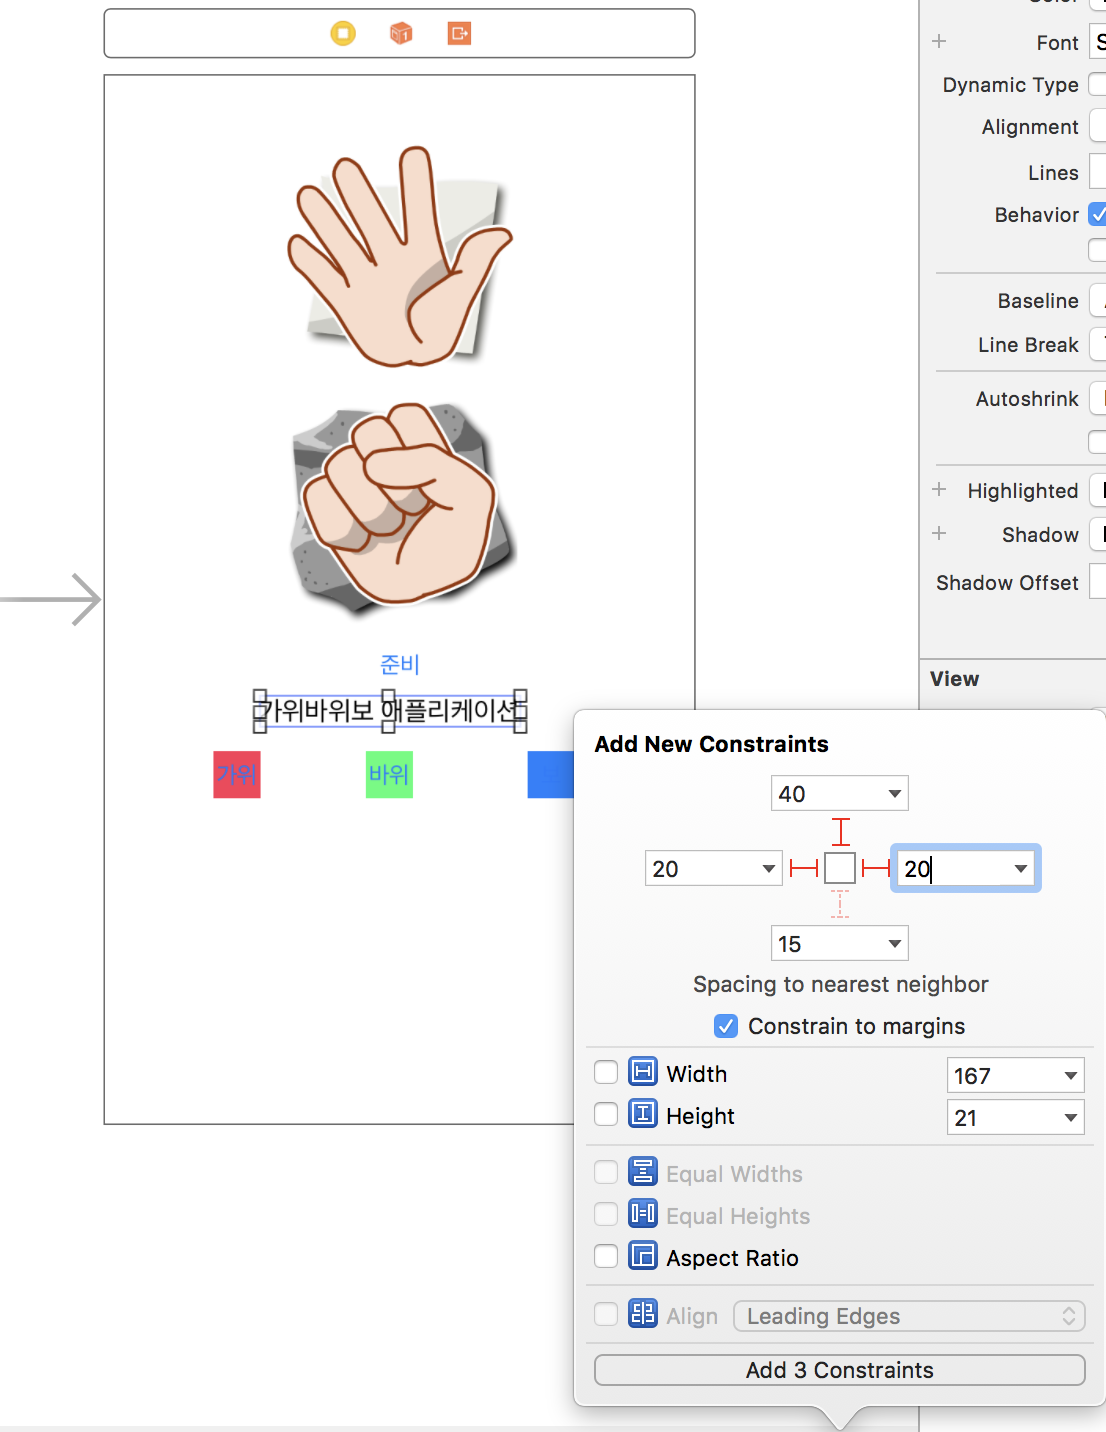 Color
Font
Dynamic Type
Alignment
Lines
Behavior
Baseline
Line Break
Autoshrink
Highlighted
Shadow
Shadow Offset
View
준비
가위바위보 애플리케이션
가위
바위
Add New Constraints
40
20
20
15
Spacing to nearest neighbor
Constrain to margins
Width
167
Height
21
Equal Widths
Equal Heights
Aspect Ratio
Align
Leading Edges
Add 3 Constraints